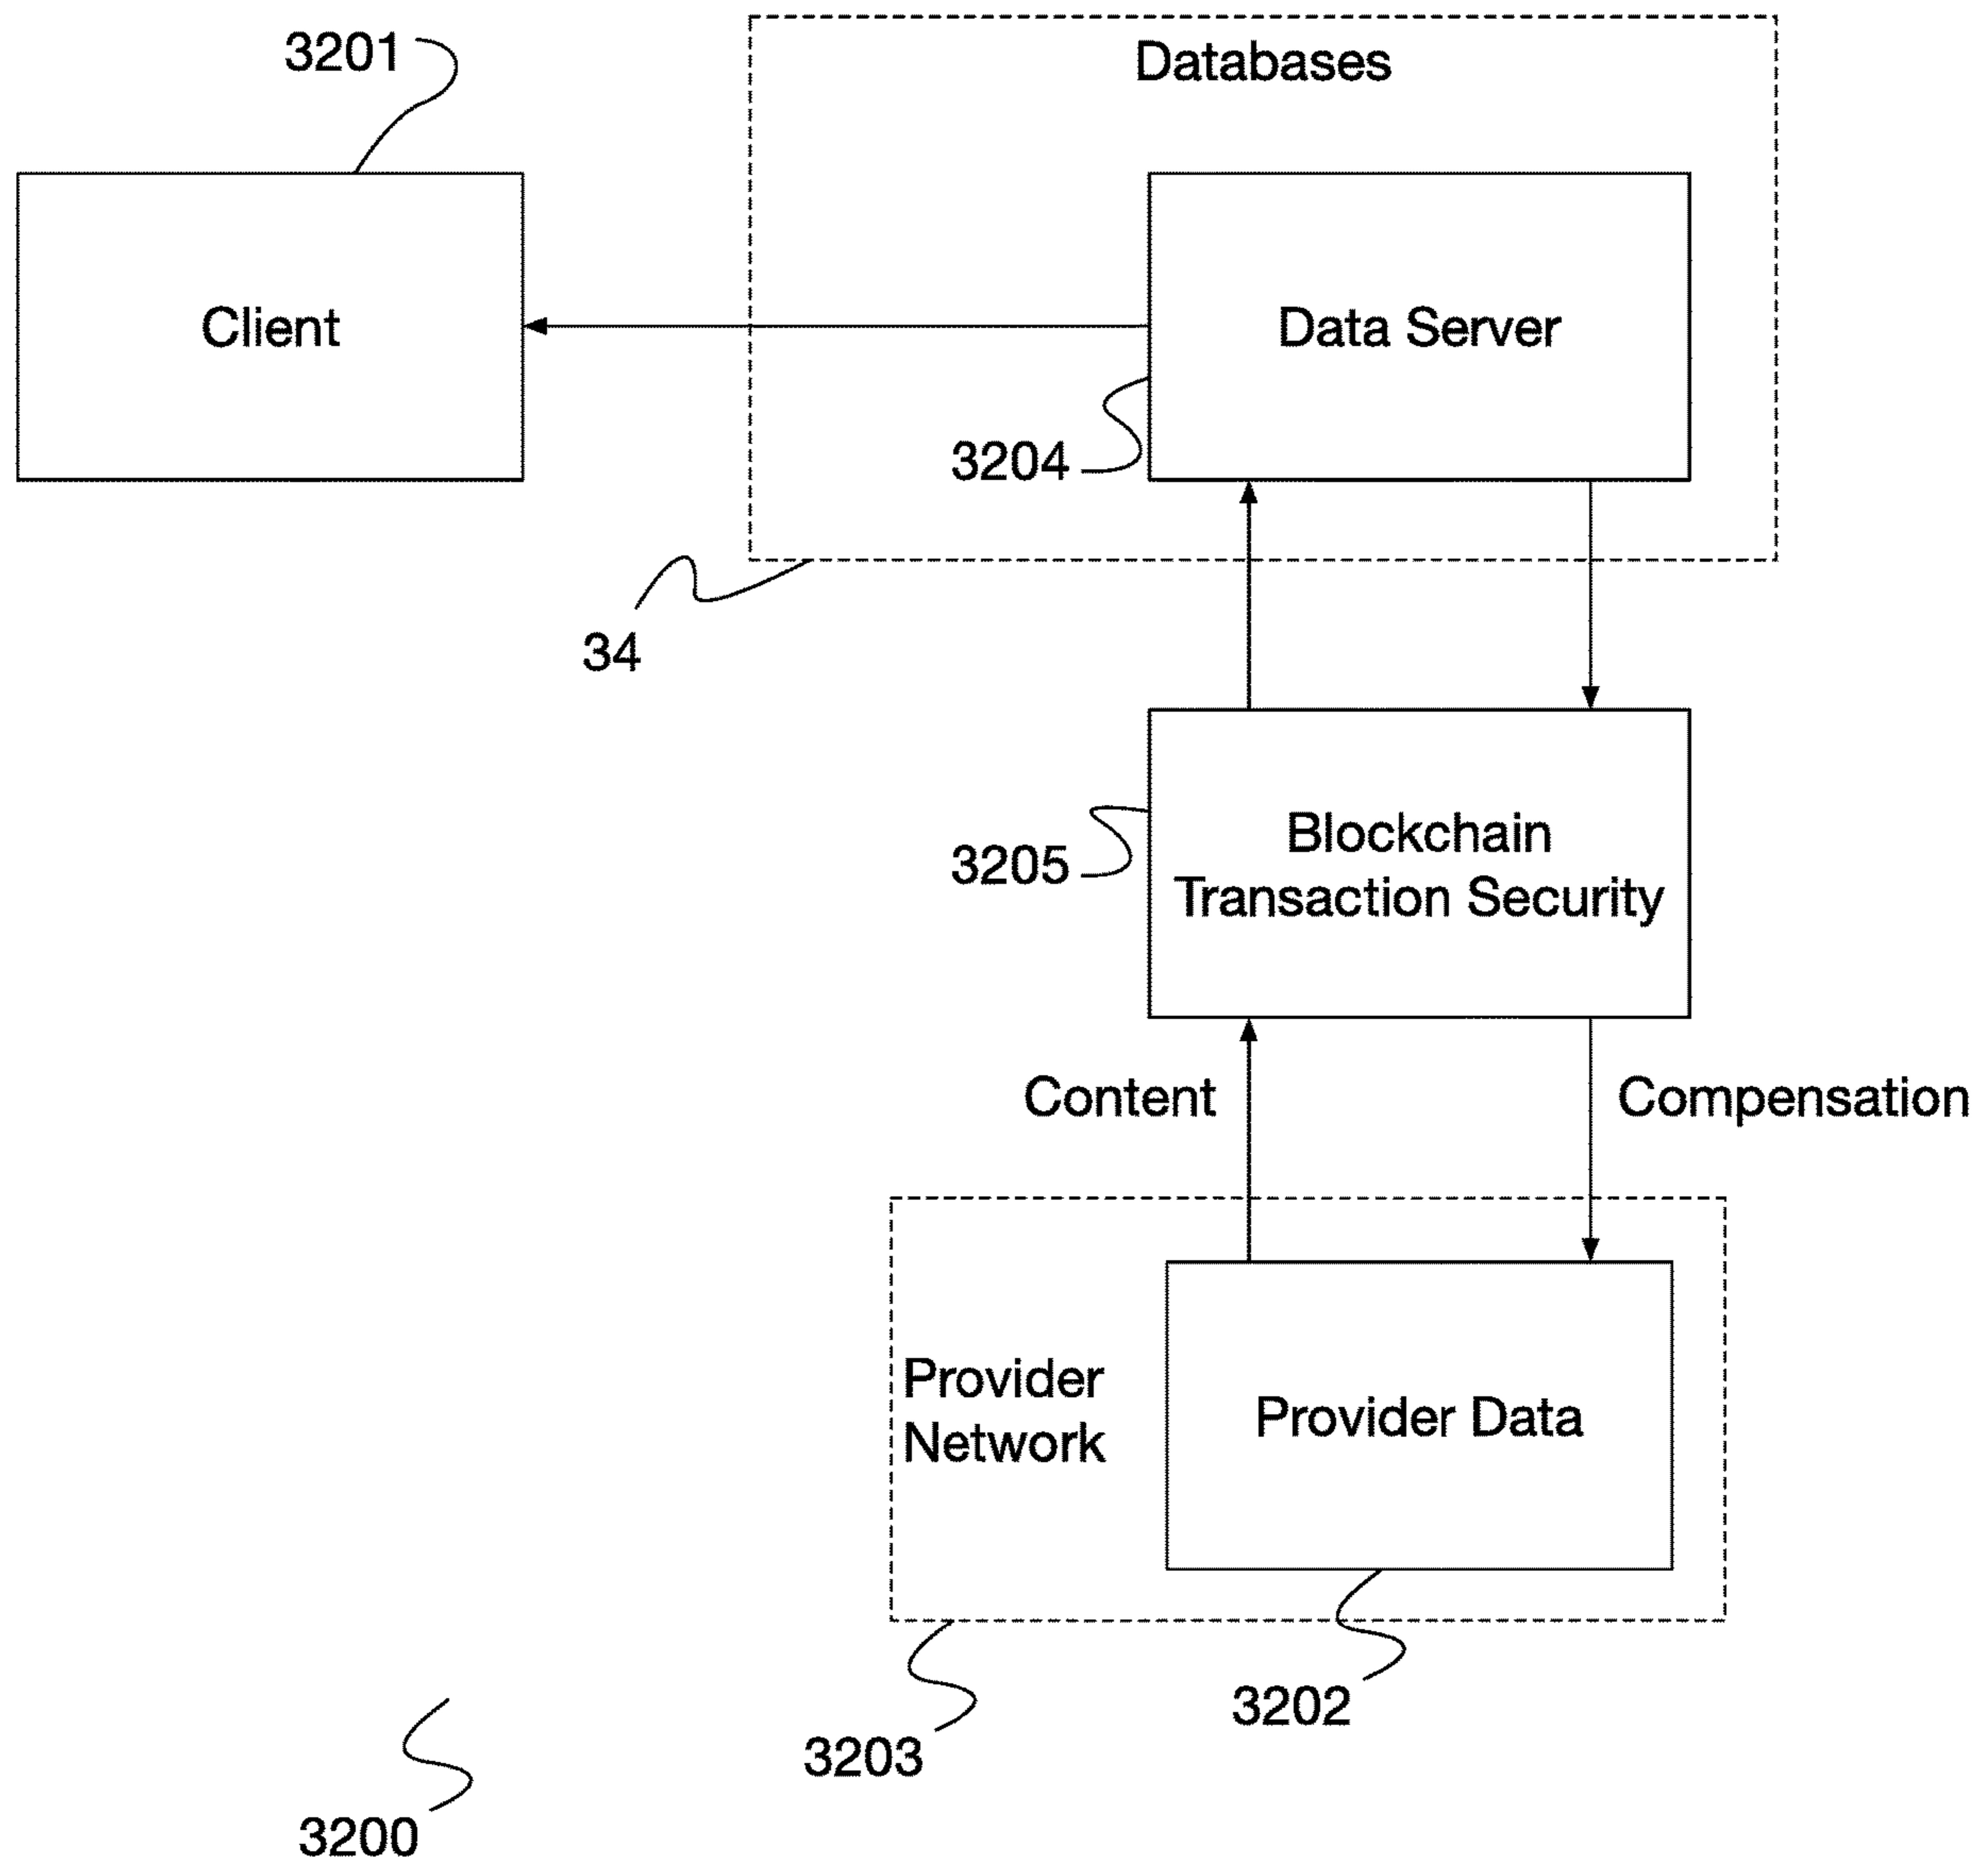 3201
Databases
Client
Data Server
3204
34
Blockchain
Transaction Security
3205
Content
Compensation
Provider
Network
Provider Data
3202
3203
3200